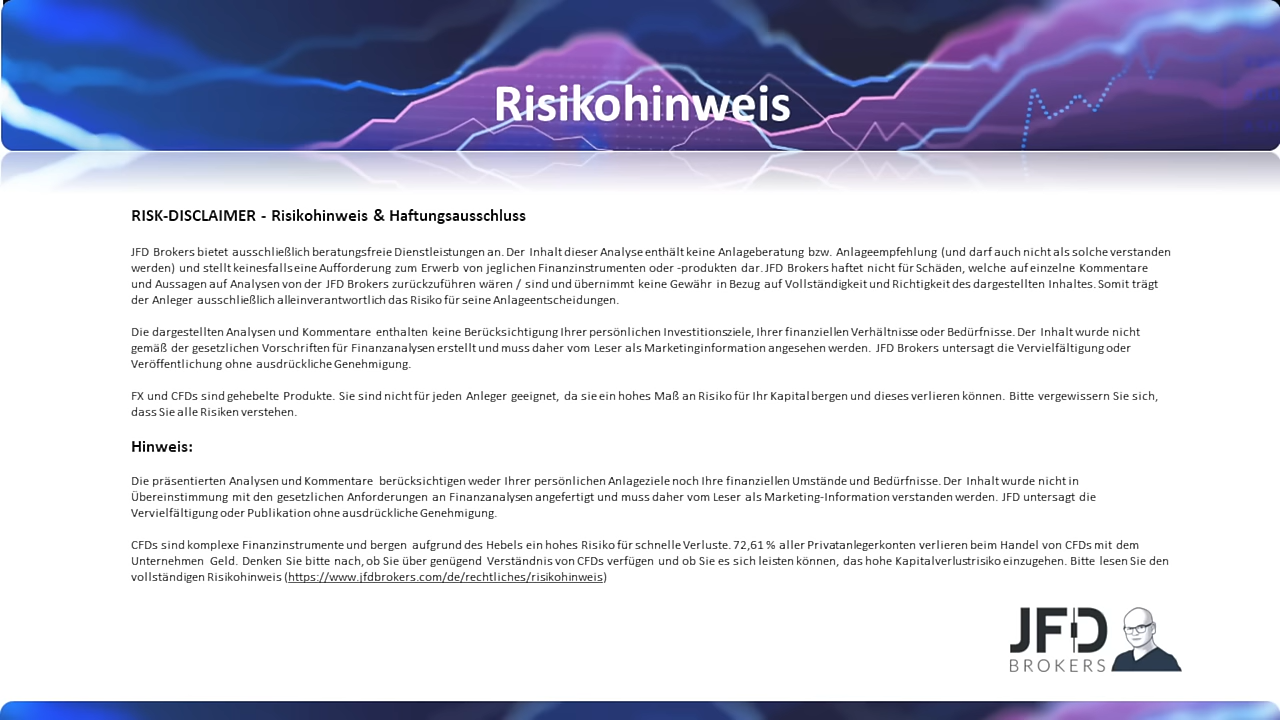 Risikohinweis
RISK-DISCLAIMER - Risikohinweis & Haftungsausschluss
JFD Brokers bietet ausschließlich beratungsfreie Dienstleistungen an. Der Inhalt dieser Analyse enthält keine Anlageberatung bzw. Anlageempfehlung (und darf auch nicht als solche verstanden
werden) und stellt keinesfalls eine Aufforderung zum Erwerb von jeglichen Finanzinstrumenten oder -produkten dar. JFD Brokers haftet nicht für Schäden, welche auf einzelne Kommentare
und Aussagen auf Analysen von der JFD Brokers zurückzuführen wären / sind und übernimmt keine Gewähr in Bezug auf Vollständigkeit und Richtigkeit des dargestellten Inhaltes. Somit trägt
der Anleger ausschließlich alleinverantwortlich das Risiko für seine Anlageentscheidungen.
Die dargestellten Analysen und Kommentare enthalten keine Berücksichtigung Ihrer persönlichen Investitionsziele, Ihrer finanziellen Verhältnisse oder Bedürfnisse. Der Inhalt wurde nicht
gemäß der gesetzlichen Vorschriften für Finanzanalysen erstellt und muss daher vom Leser als Marketinginformation angesehen werden. JFD Brokers untersagt die Vervielfältigung oder
Veröffentlichung ohne ausdrückliche Genehmigung.
FX und CFDs sind gehebelte Produkte. Sie sind nicht für jeden Anleger geeignet, da sie ein hohes Maß an Risiko für Ihr Kapital bergen und dieses verlieren können. Bitte vergewissern Sie sich,
dass Sie alle Risiken verstehen.
Hinweis:
Die präsentierten Analysen und Kommentare berücksichtigen weder Ihrer persönlichen Anlageziele noch Ihre finanziellen Umstände und Bedürfnisse. Der Inhalt wurde nicht in
Übereinstimmung mit den gesetzlichen Anforderungen an Finanzanalysen angefertigt und muss daher vom Leser als Marketing-Information verstanden werden. JFD untersagt die
Vervielfältigung oder Publikation ohne ausdrückliche Genehmigung.
CFDs sind komplexe Finanzinstrumente und bergen aufgrund des Hebels ein hohes Risiko für schnelle Verluste. 72,61 % aller Privatanlegerkonten verlieren beim Handel von CFDs mit dem
Unternehmen Geld. Denken Sie bitte nach, ob Sie über genügend Verständnis von CFDs verfügen und ob Sie es sich leisten können, das hohe Kapitalverlustrisiko einzugehen. Bitte lesen Sie den
vollständigen Risikohinweis (https://www.jfdbrokers.com/de/rechtliches/risikohinweis)
JFD
BROKERS